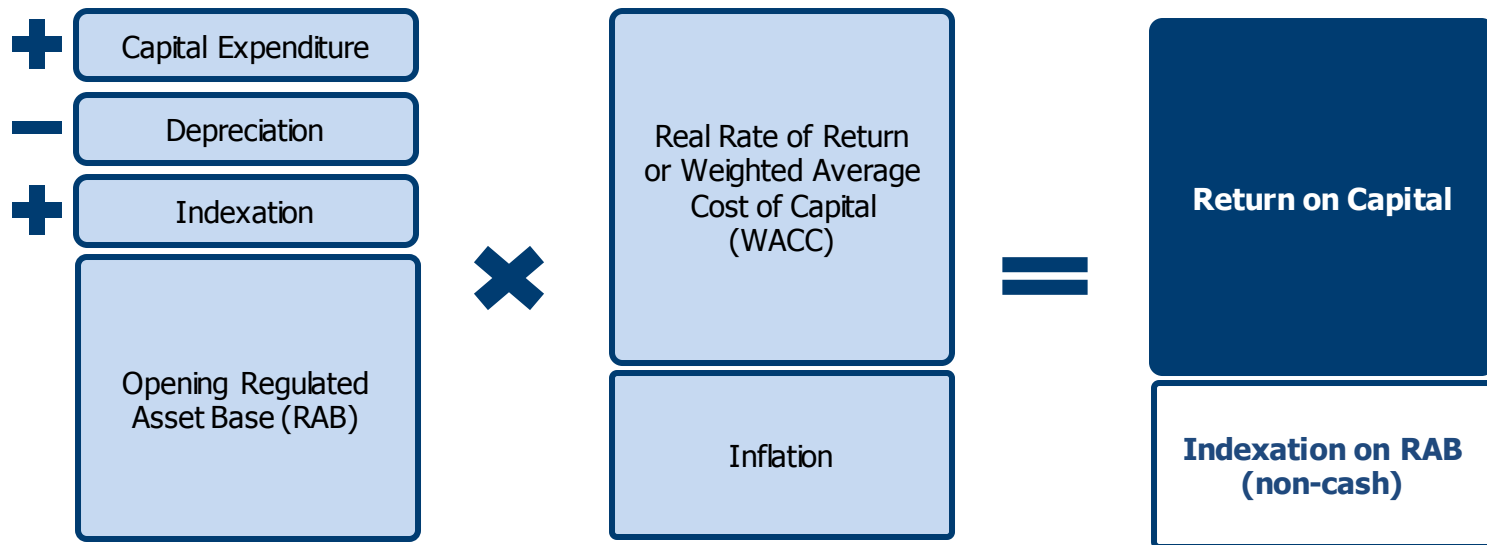 Capital Expenditure
Depreciation
Indexation
Opening Regulated
Asset Base (RAB)
Real Rate of Return
or Weighted Average
Cost of Capital
(WACC)
Inflation
Return on Capital
Indexation on RAB
(non-cash)